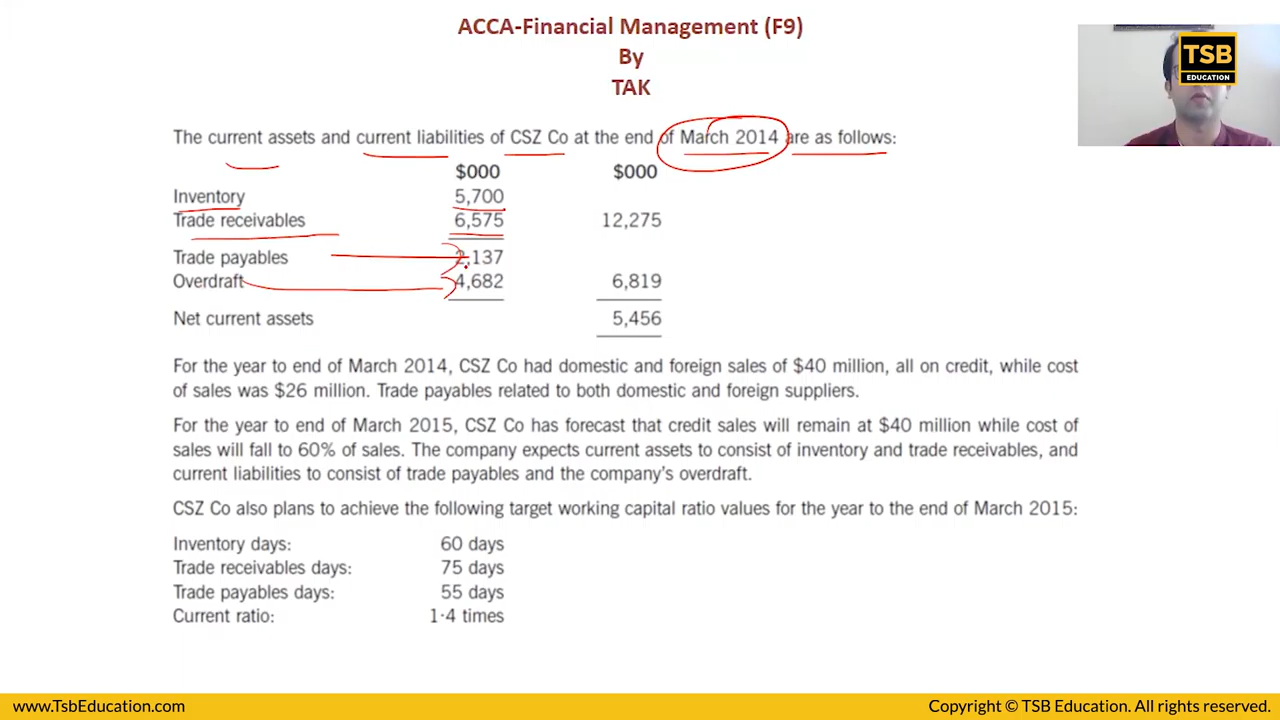 ACCA-Financial Management (F9)
By
TAK
TSB
EDUCATION
The current assets and current liabilities of CSZ Co at the end of March 2014 are as follows:
$000 $000
Inventory 5,700
Trade receivables 6,575 12,275
Trade payables 2,137
Overdraft 4,682 6,819
Net current assets 5,456
For the year to end of March 2014, CSZ Co had domestic and foreign sales of $40 million, all on credit, while cost
of sales was $26 million. Trade payables related to both domestic and foreign suppliers.
For the year to end of March 2015, CSZ Co has forecast that credit sales will remain at $40 million while cost of
sales will fall to 60% of sales. The company expects current assets to consist of inventory and trade receivables, and
current liabilities to consist of trade payables and the company's overdraft.
CSZ Co also plans to achieve the following target working capital ratio values for the year to the end of March 2015:
Inventory days: 60 days
Trade receivables days: 75 days
Trade payables days: 55 days
Current ratio: 1·4 times
www.TsbEducation.com Copyright © TSB Education. All rights reserved.